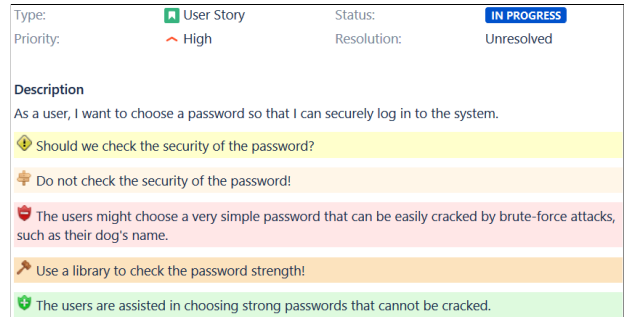 Type: User Story Status: IN PROGRESS
Priority: High Resolution: Unresolved
Description
As a user, I want to choose a password so that I can securely log in to the system.
Should we check the security of the password?
Do not check the security of the password!
The users might choose a very simple password that can be easily cracked by brute-force attacks,
such as their dog's name.
Use a library to check the password strength!
The users are assisted in choosing strong passwords that cannot be cracked.